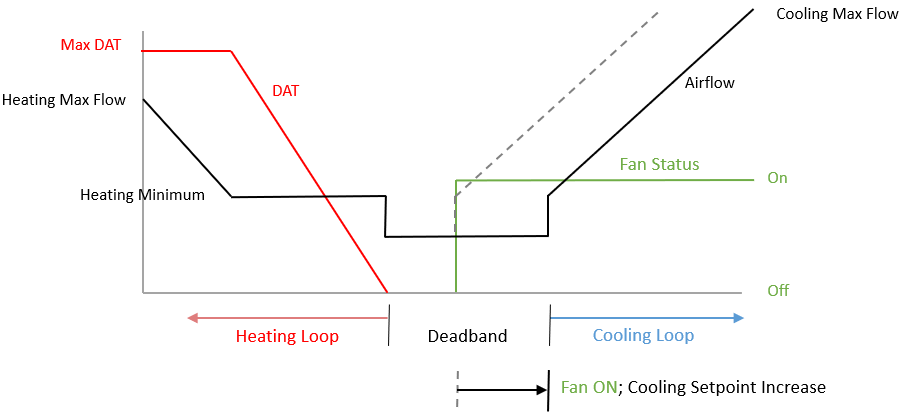 Cooling Max Flow
Max DAT
Airflow
DAT
Heating Max Flow
Fan Status
On
Heating Minimum
Off
Heating Loop
Deadband
Cooling Loop
Fan ON; Cooling Setpoint Increase